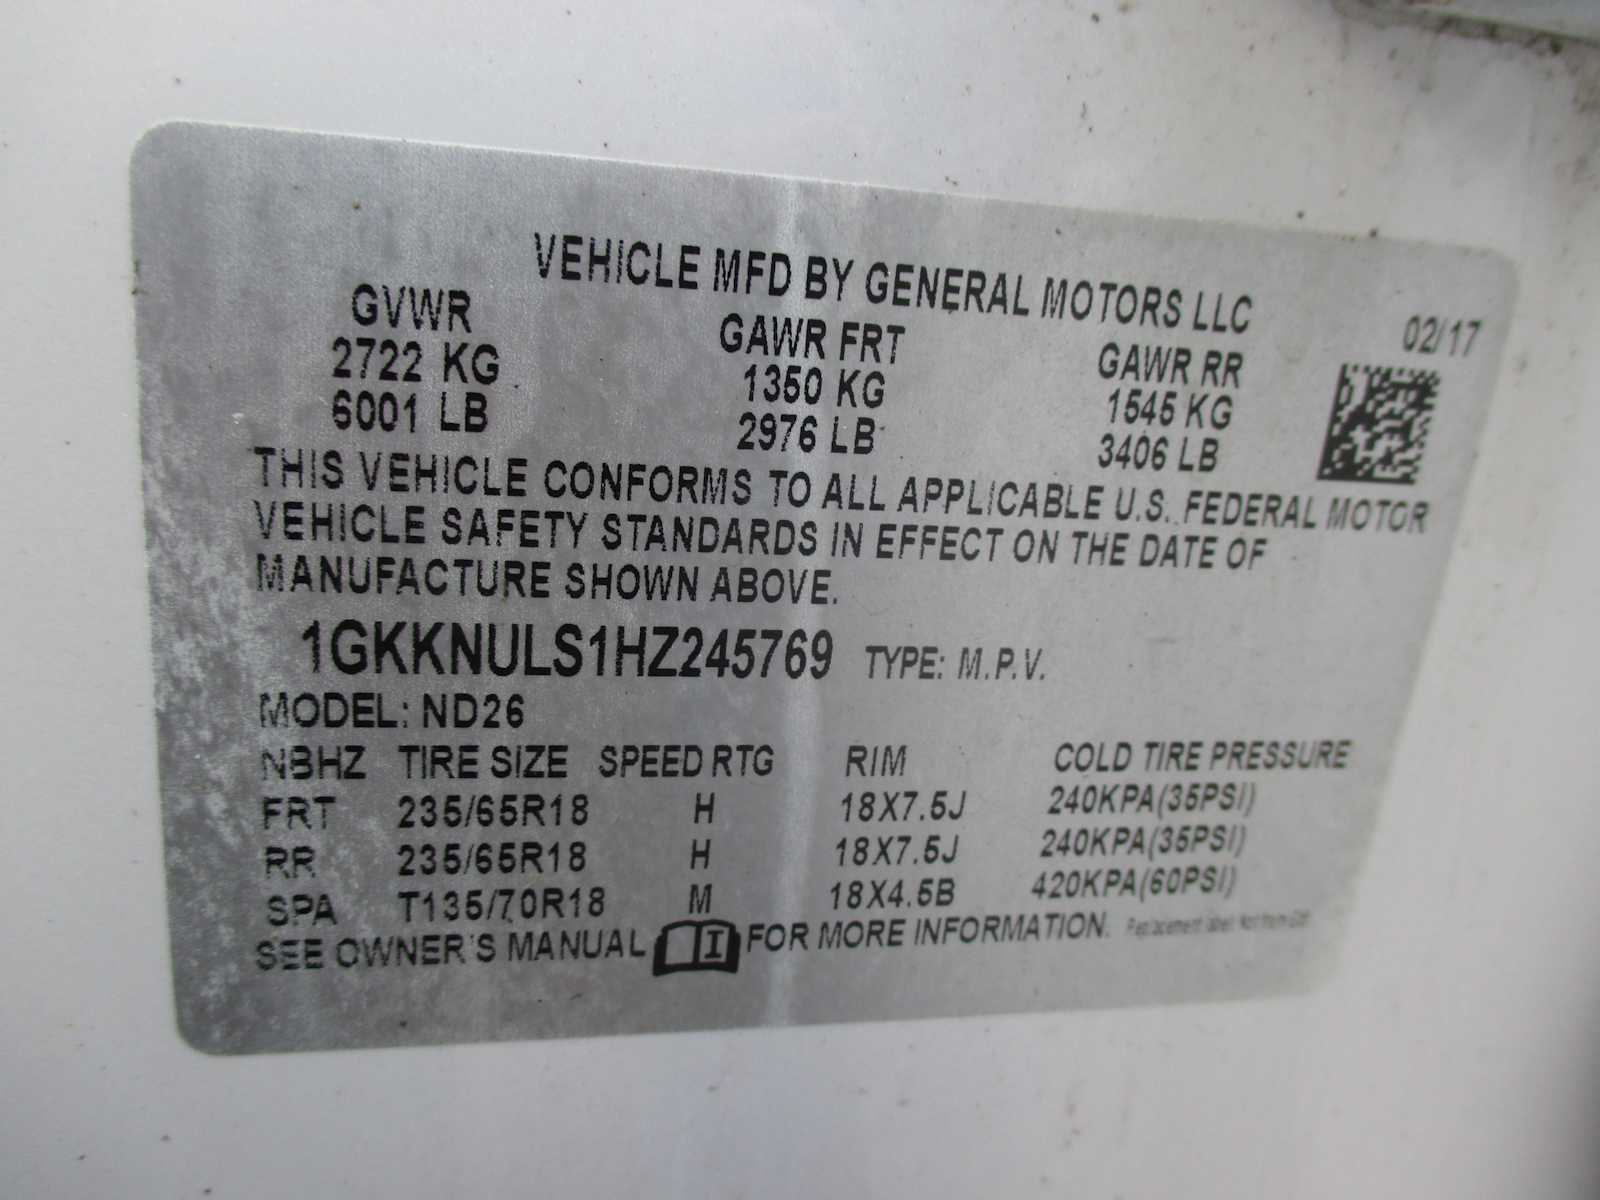 VEHICLE MFD BY GENERAL MOTORS LLC
GVWR GAWR FRT GAWR RR 02/17
2722 KG 1350 KG 1545 KG
6001 LB 2976 LB 3406 LB
THIS VEHICLE CONFORMS TO ALL APPLICABLE U.S. FEDERAL MOTOR
VEHICLE SAFETY STANDARDS IN EFFECT ON THE DATE OF
MANUFACTURE SHOWN ABOVE.
1GKKNULS1HZ245769 TYPE: M.P.V.
MODEL: ND26
NBHZ TIRE SIZE SPEED RTG RIM COLD TIRE PRESSURE
FRT 235/65R18 H 18X7.5J 240KPA(35PSI)
RR 235/65R18 H 18X7.5J 240KPA(35PSI)
SPA T135/70R18 M 18X4.5B 420KPA(60PSI)
SEE OWNER'S MANUAL i FOR MORE INFORMATION. Replacement label. Not from